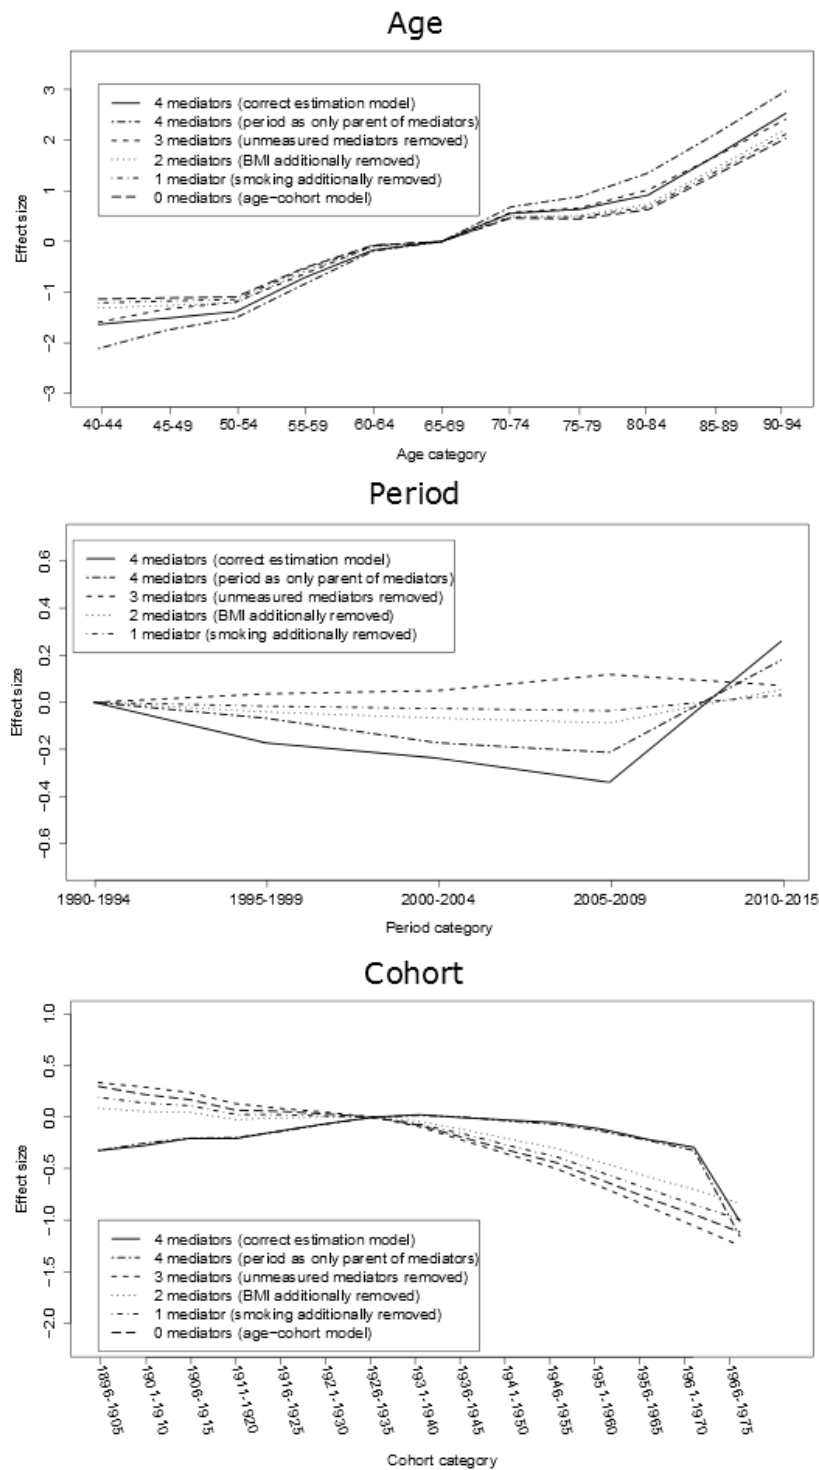 Age
3
2
1
0
−1
−2
−3
Effect size
4 mediators (correct estimation model)
4 mediators (period as only parent of mediators)
3 mediators (unmeasured mediators removed)
2 mediators (BMI additionally removed)
1 mediator (smoking additionally removed)
0 mediators (age−cohort model)
40-44 45-49 50-54 55-59 60-64 65-69 70-74 75-79 80-84 85-89 90-94
Age category
Period
0.6
0.4
0.2
0.0
−0.2
−0.4
−0.6
Effect size
4 mediators (correct estimation model)
4 mediators (period as only parent of mediators)
3 mediators (unmeasured mediators removed)
2 mediators (BMI additionally removed)
1 mediator (smoking additionally removed)
1990-1994 1995-1999 2000-2004 2005-2009 2010-2015
Period category
Cohort
1.0
0.5
0.0
−0.5
−1.0
−1.5
−2.0
Effect size
4 mediators (correct estimation model)
4 mediators (period as only parent of mediators)
3 mediators (unmeasured mediators removed)
2 mediators (BMI additionally removed)
1 mediator (smoking additionally removed)
0 mediators (age−cohort model)
1896-1905 1901-1910 1906-1915 1911-1920 1916-1925 1921-1930 1926-1935 1931-1940 1936-1945 1941-1950 1946-1955 1951-1960 1956-1965 1961-1970 1966-1975
Cohort category